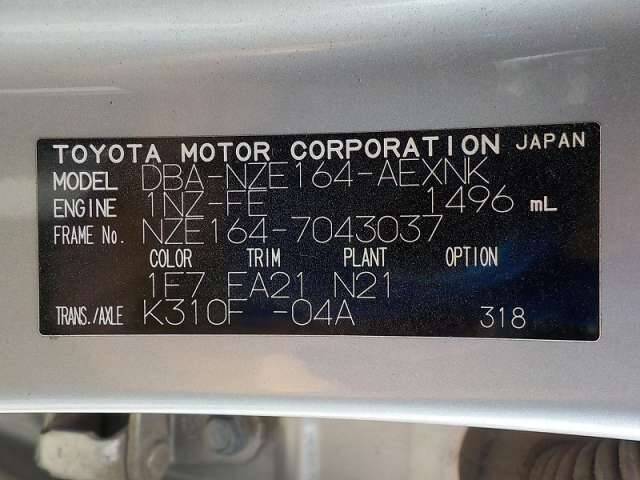 TOYOTA MOTOR CORPORATION JAPAN
MODEL DBA-NZE164-AEXNK
ENGINE 1NZ-FE 1496 mL
FRAME No. NZE164-7043037
COLOR TRIM PLANT OPTION
1E7 FA21 N21
TRANS./AXLE K310F -04A 318